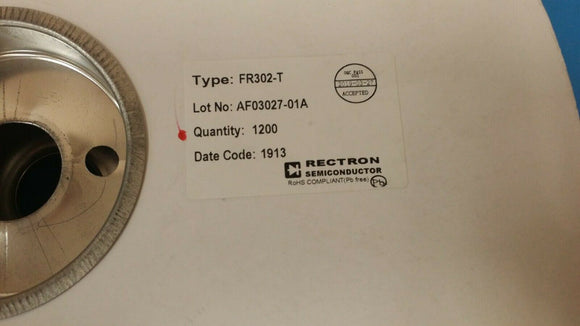 Type: FR302-T
Lot No: AF03027-01A
Quantity: 1200
Date Code: 1913
RECTRON
SEMICONDUCTOR
RoHS COMPLIANT(Pb free)
ACCEPTED